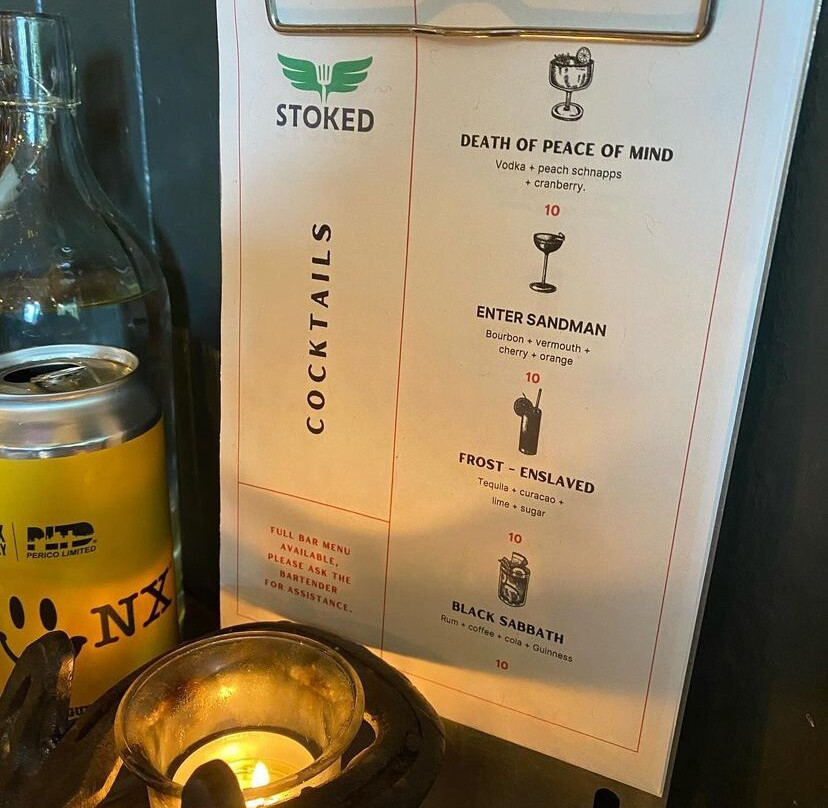 STOKED
COCKTAILS
FULL BAR MENU
AVAILABLE,
PLEASE ASK THE
BARTENDER
FOR ASSISTANCE.
DEATH OF PEACE OF MIND
Vodka + peach schnapps
+ cranberry.
10
ENTER SANDMAN
Bourbon + vermouth +
cherry + orange
10
FROST - ENSLAVED
Tequila + curacao +
lime + sugar
10
BLACK SABBATH
Rum + coffee + cola + Guinness
10
PLTD.
PERICO LIMITED
NX